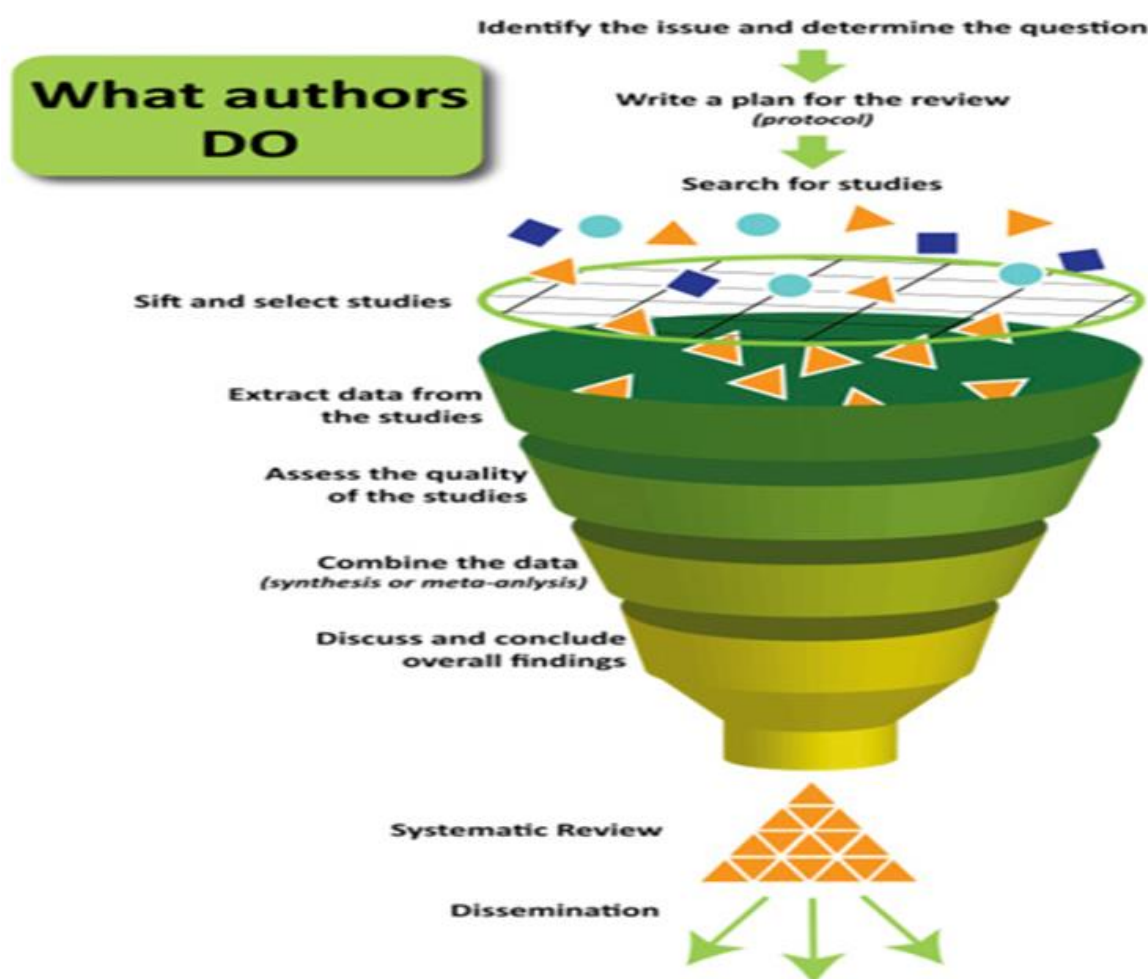 Identify the issue and determine the question
What authors
DO
Write a plan for the review
(protocol)
Search for studies
Sift and select studies
Extract data from
the studies
Assess the quality
of the studies
Combine the data
(synthesis or meta-anlysis)
Discuss and conclude
overall findings
Systematic Review
Dissemination